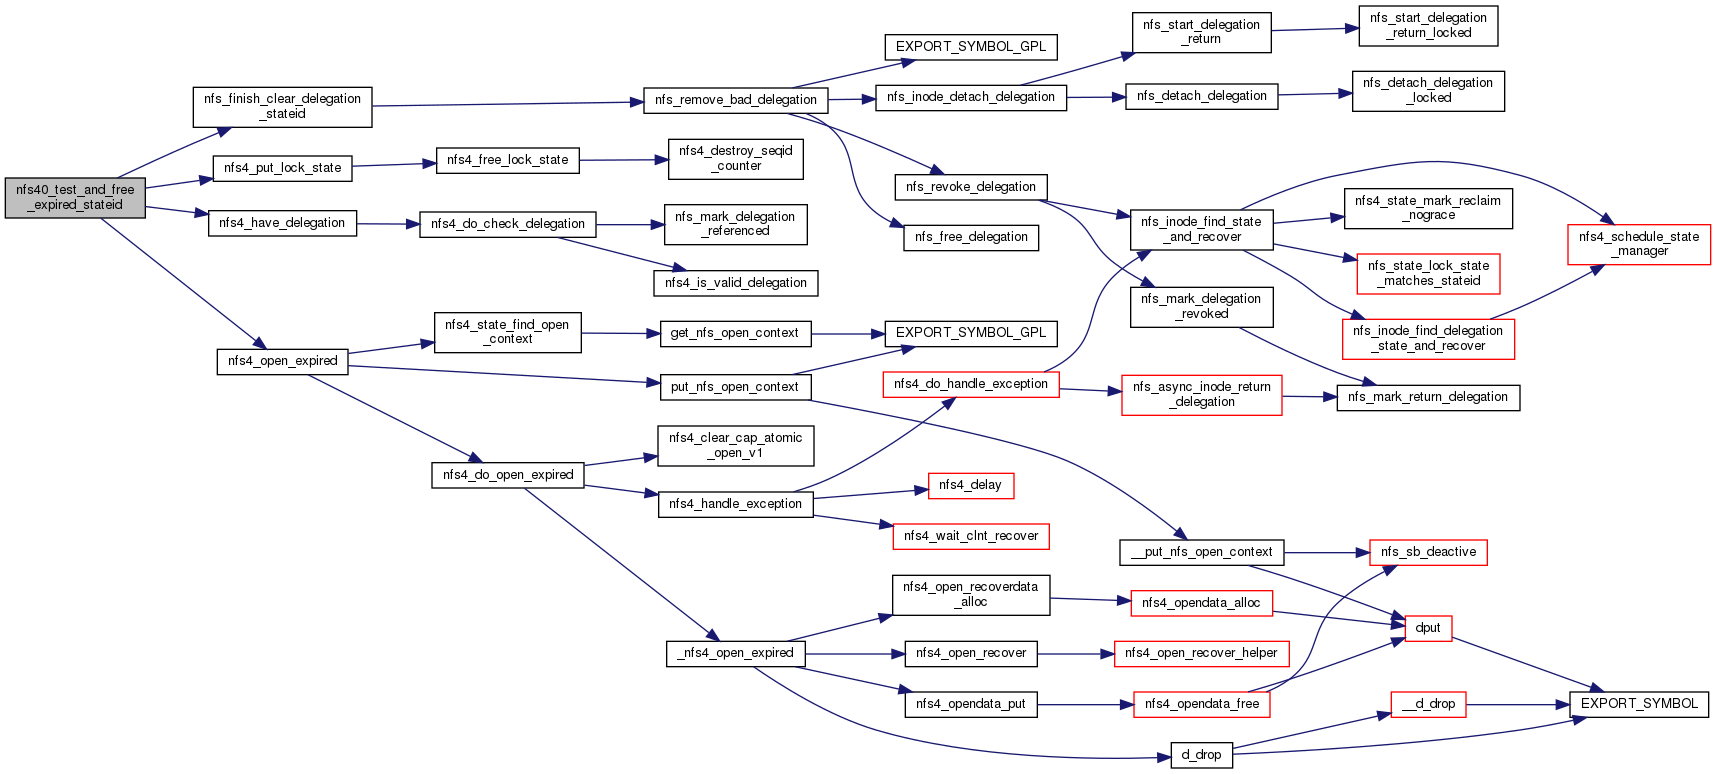 nfs40_test_and_free
_expired_stateid
nfs_finish_clear_delegation
_stateid
nfs4_put_lock_state
nfs4_have_delegation
nfs4_open_expired
nfs4_free_lock_state
nfs4_do_check_delegation
nfs4_state_find_open
_context
nfs4_do_open_expired
nfs_remove_bad_delegation
nfs4_destroy_seqid
_counter
nfs_mark_delegation
_referenced
nfs4_is_valid_delegation
get_nfs_open_context
put_nfs_open_context
nfs4_clear_cap_atomic
_open_v1
nfs4_handle_exception
_nfs4_open_expired
EXPORT_SYMBOL_GPL
nfs_inode_detach_delegation
nfs_revoke_delegation
nfs_free_delegation
EXPORT_SYMBOL_GPL
nfs4_do_handle_exception
nfs4_delay
nfs4_wait_clnt_recover
nfs4_open_recoverdata
_alloc
nfs4_open_recover
nfs4_opendata_put
nfs_start_delegation
_return
nfs_detach_delegation
nfs_inode_find_state
_and_recover
nfs_mark_delegation
_revoked
nfs_async_inode_return
_delegation
__put_nfs_open_context
nfs4_opendata_alloc
nfs4_open_recover_helper
nfs4_opendata_free
d_drop
nfs_start_delegation
_return_locked
nfs_detach_delegation
_locked
nfs4_state_mark_reclaim
_nograce
nfs_state_lock_state
_matches_stateid
nfs_inode_find_delegation
_state_and_recover
nfs_mark_return_delegation
nfs_sb_deactive
dput
__d_drop
nfs4_schedule_state
_manager
EXPORT_SYMBOL